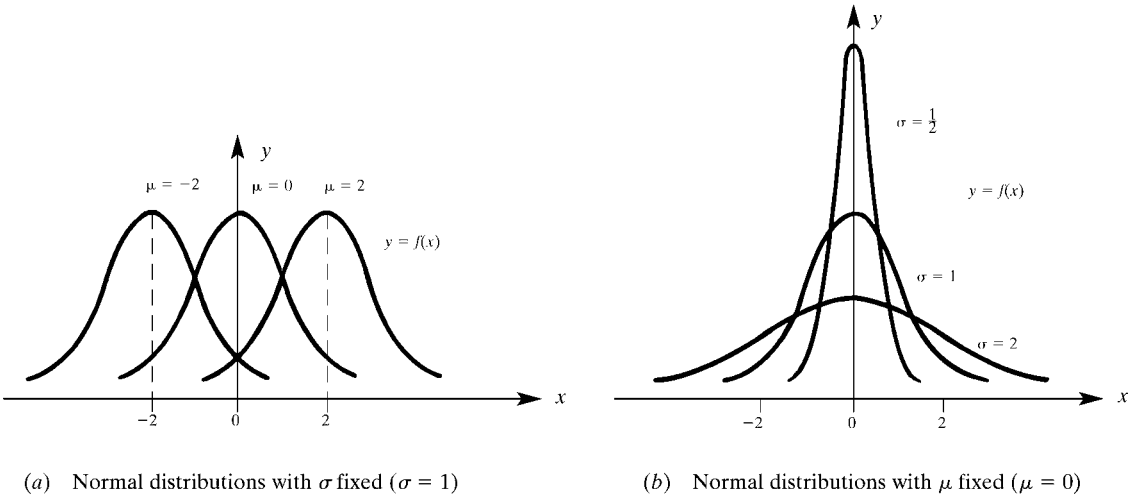 y
μ = −2
μ = 0
μ = 2
y = f(x)
x
−2
0
2
(a) Normal distributions with σ fixed (σ = 1)
y
σ = 1/2
y = f(x)
σ = 1
σ = 2
x
−2
0
2
(b) Normal distributions with μ fixed (μ = 0)